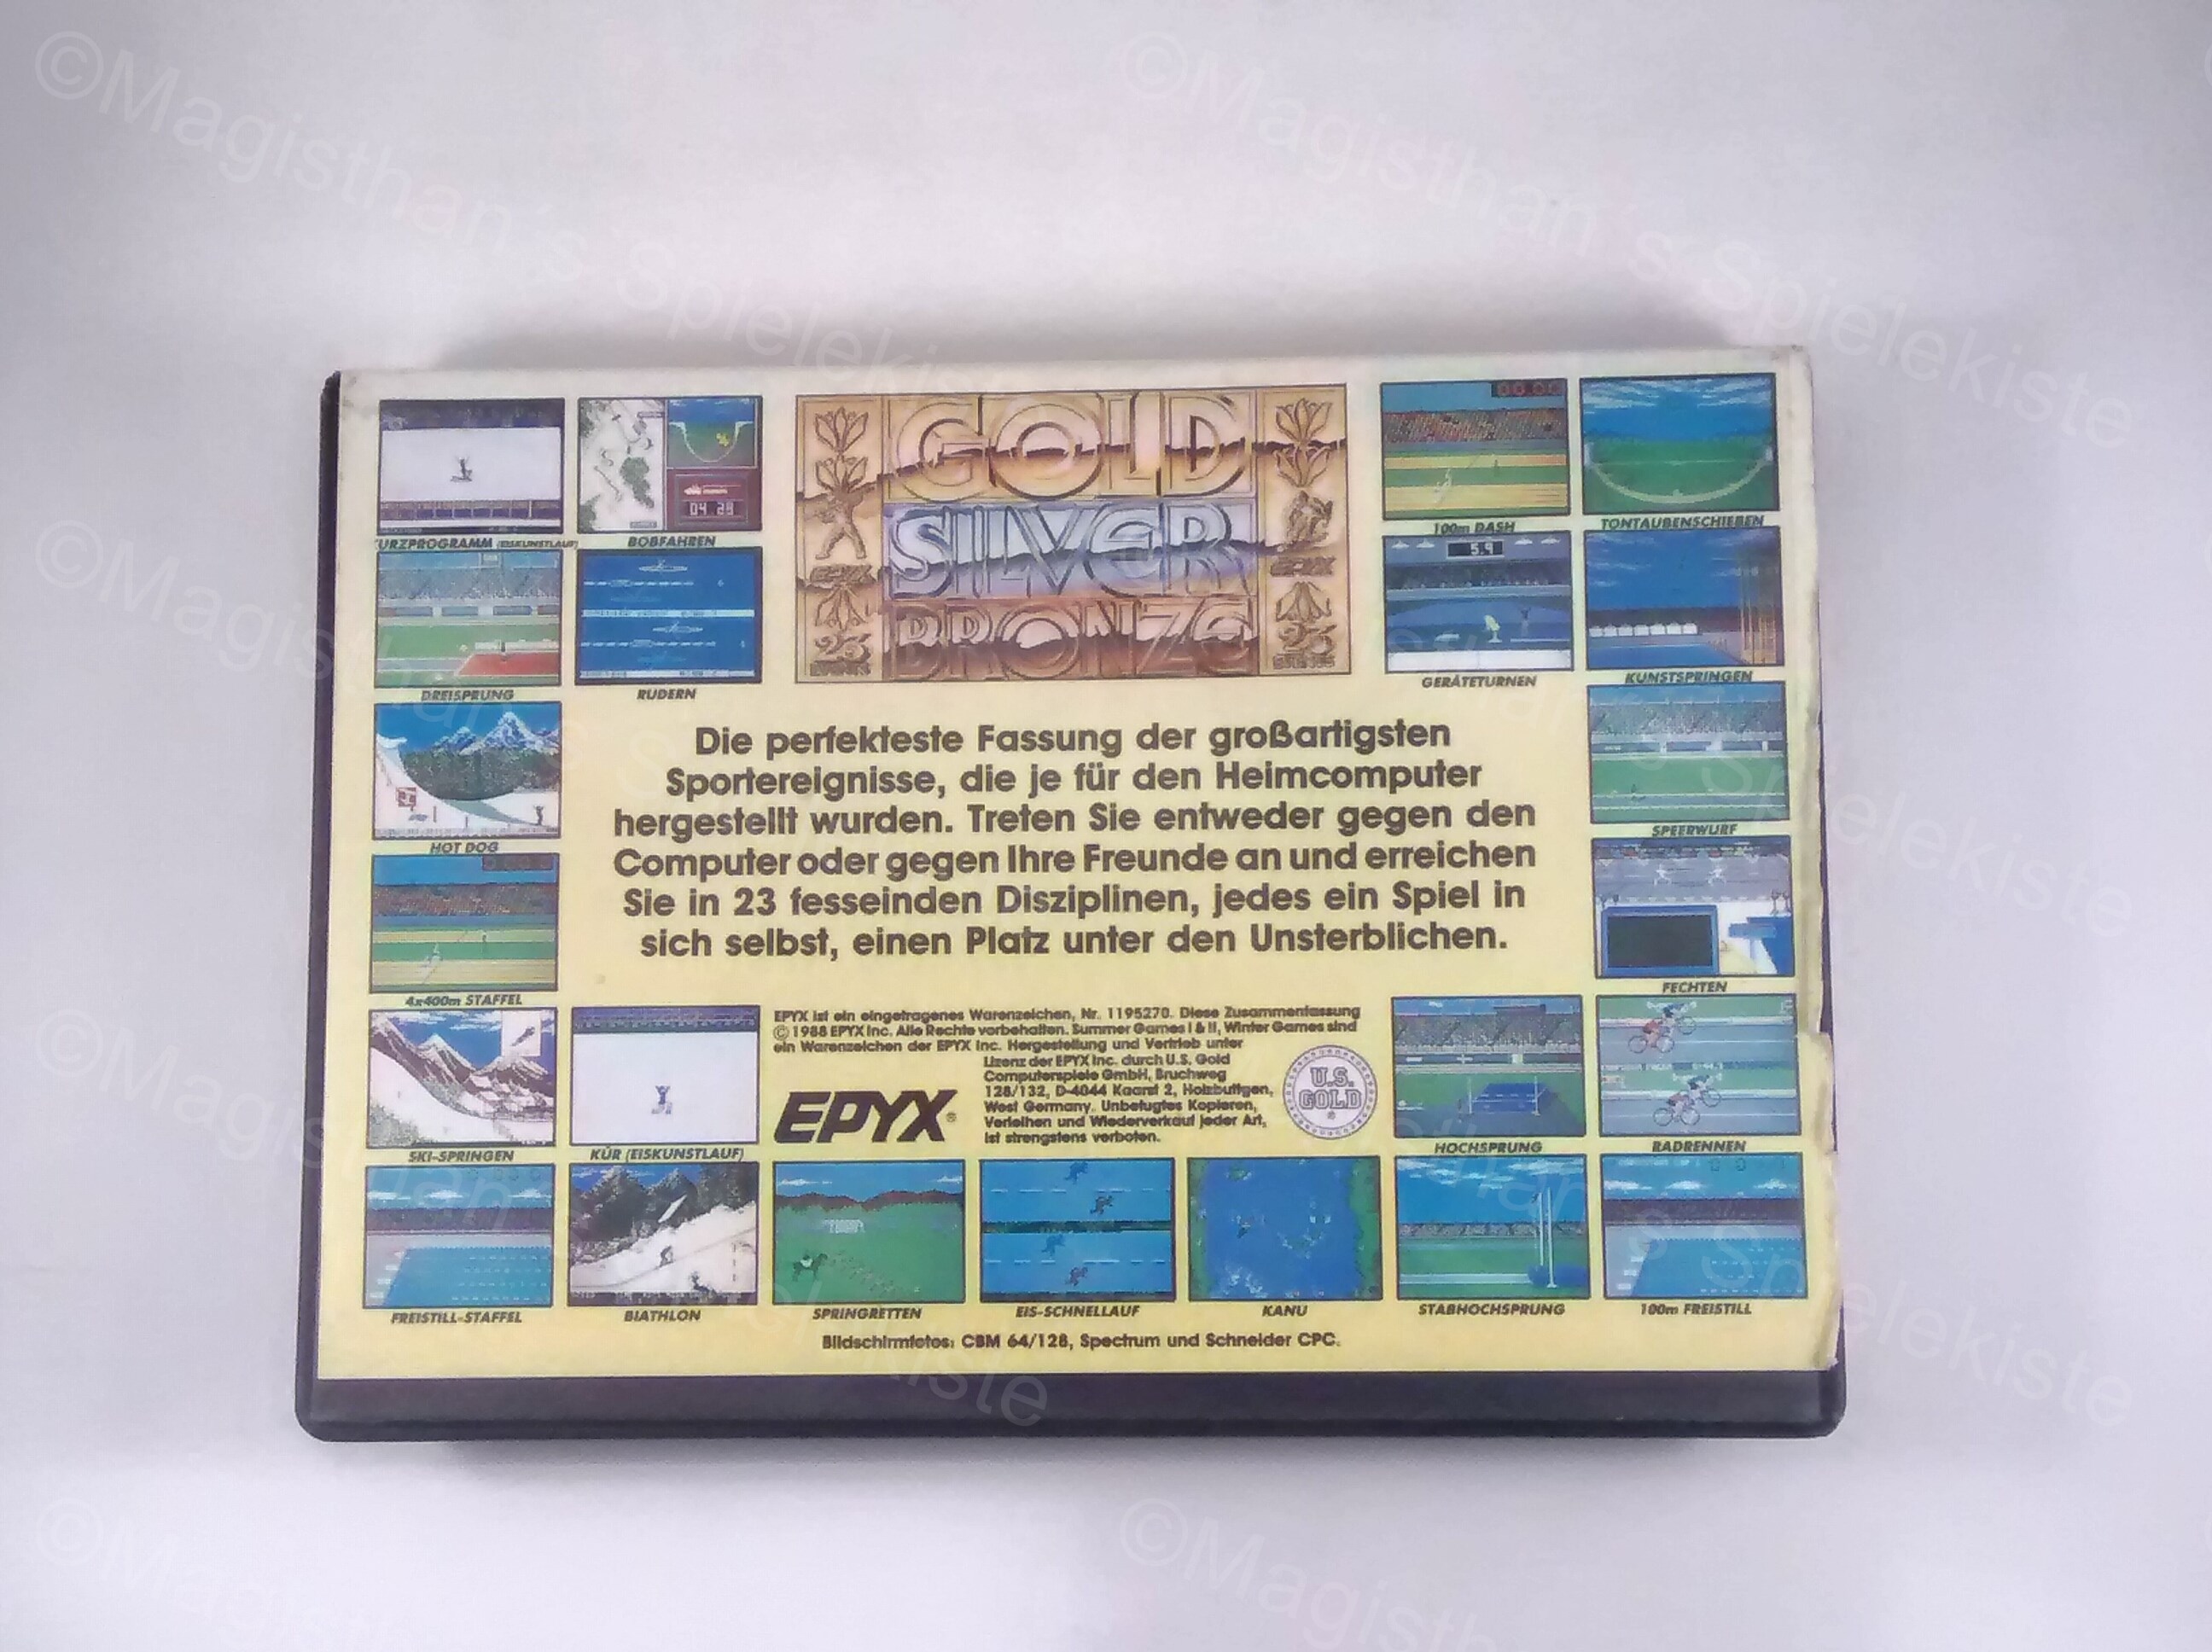 ©Magisthan's Spielekiste
GOLD
SILVER
BRONZE
EPYX
23
EVENTS
EPYX
23
EVENTS
00.00
04 29
5.9
URZPROGRAMM (EISKUNSTLAUF)
BOBFAHREN
100m DASH
TONTAUBENSCHIEBEN
DREISPRUNG
RUDERN
GERÄTETURNEN
KUNSTSPRINGEN
HOT DOG
SPEERWURF
4x400m STAFFEL
FECHTEN
Die perfekteste Fassung der großartigsten
Sportereignisse, die je für den Heimcomputer
hergestellt wurden. Treten Sie entweder gegen den
Computer oder gegen Ihre Freunde an und erreichen
Sie in 23 fesseinden Disziplinen, jedes ein Spiel in
sich selbst, einen Platz unter den Unsterblichen.
EPYX ist ein eingetragenes Warenzeichen, Nr. 1195270. Diese Zusammenfassung
© 1988 EPYX Inc. Alle Rechte vorbehalten. Summer Games I & II, Winter Games sind
ein Warenzeichen der EPYX Inc. Hergestellung und Vertrieb unter
Lizenz der EPYX Inc. durch U.S. Gold
Computerspiele GmbH, Bruchweg
128/132, D-4044 Kaarst 2, Holzbuttgen,
West Germany. Unbefugtes Kopieren,
Verleihen und Wiederverkauf jeder Art,
ist strengstens verboten.
EPYX®
U.S.
GOLD
®
SKI-SPRINGEN
KÜR (EISKUNSTLAUF)
HOCHSPRUNG
RADRENNEN
FREISTILL-STAFFEL
BIATHLON
SPRINGRETTEN
EIS-SCHNELLAUF
KANU
STABHOCHSPRUNG
100m FREISTILL
Bildschirmfotos: CBM 64/128, Spectrum und Schneider CPC.